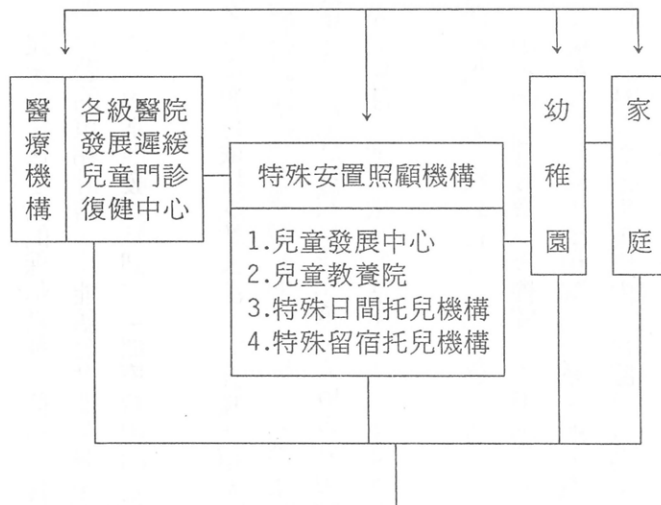 醫療機構
各級醫院
發展遲緩
兒童門診
復健中心
特殊安置照顧機構
1.兒童發展中心
2.兒童教養院
3.特殊日間托兒機構
4.特殊留宿托兒機構
幼稚園
家庭